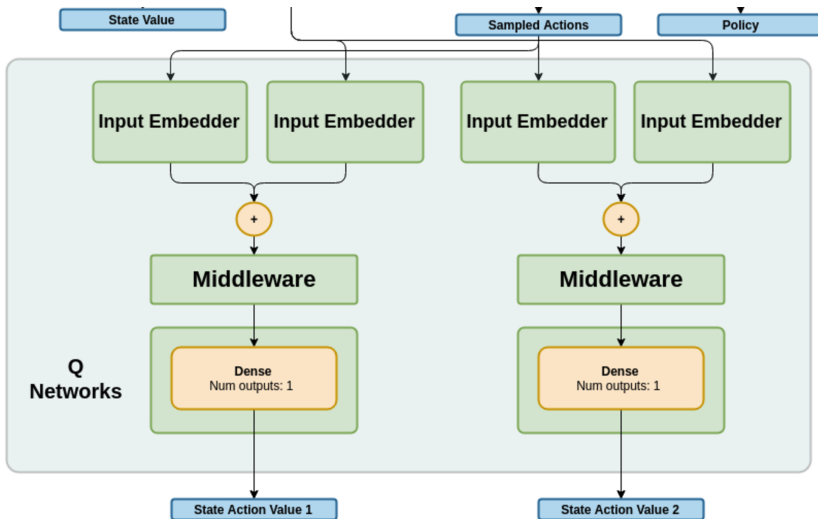 State Value
Sampled Actions
Policy
Input Embedder
Input Embedder
Input Embedder
Input Embedder
+
+
Middleware
Middleware
Q
Networks
Dense
Num outputs: 1
Dense
Num outputs: 1
State Action Value 1
State Action Value 2